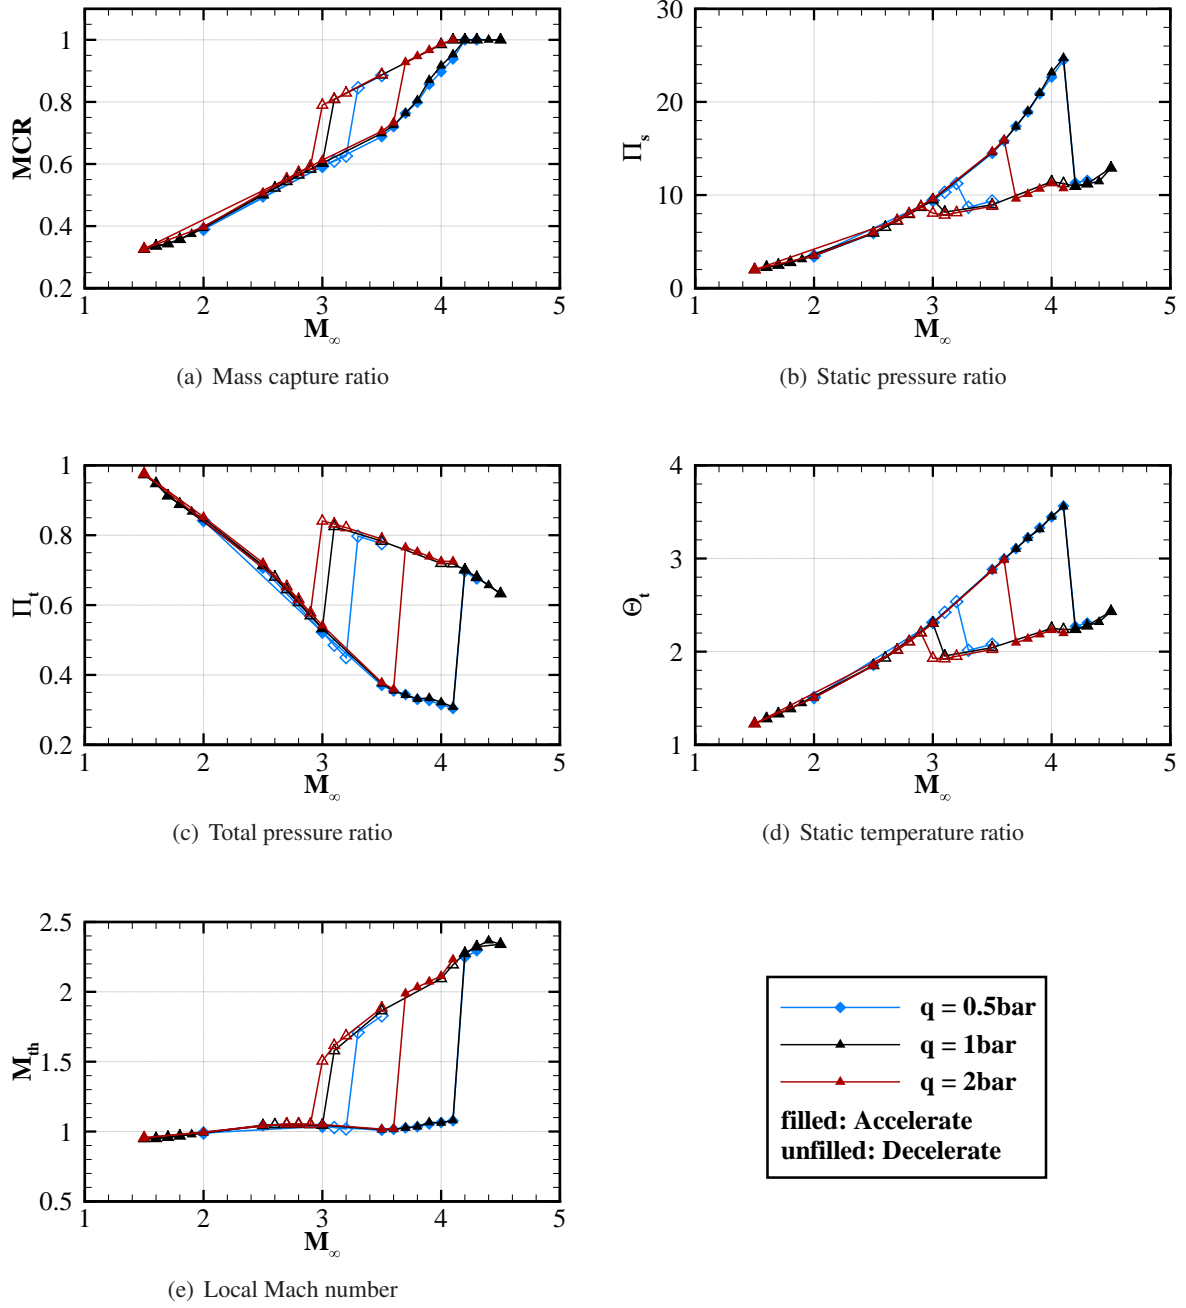 MCR
1
0.8
0.6
0.4
0.2
1 2 3 4 5
M∞
(a) Mass capture ratio
Πs
30
20
10
0
1 2 3 4 5
M∞
(b) Static pressure ratio
Πt
1
0.8
0.6
0.4
0.2
1 2 3 4 5
M∞
(c) Total pressure ratio
Θt
4
3
2
1
1 2 3 4 5
M∞
(d) Static temperature ratio
Mth
2.5
2
1.5
1
0.5
1 2 3 4 5
M∞
(e) Local Mach number
q = 0.5bar
q = 1bar
q = 2bar
filled: Accelerate
unfilled: Decelerate